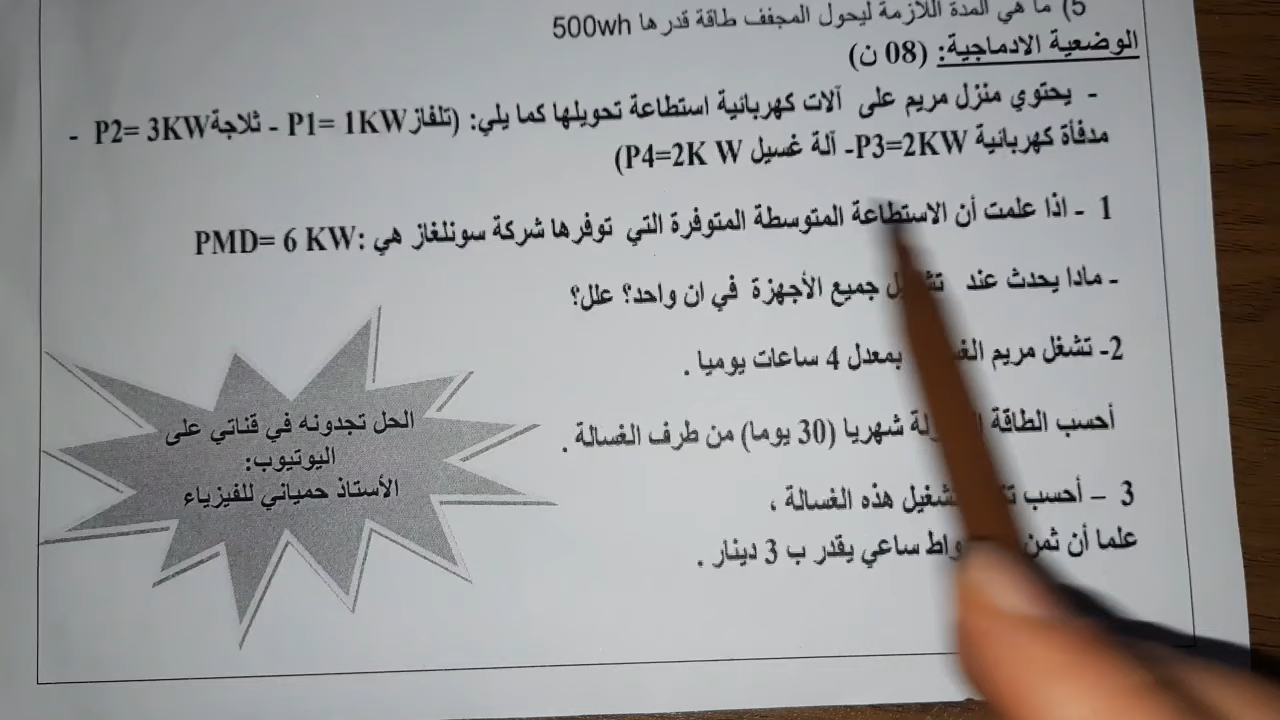 5) ما هي المدة اللازمة ليحول المجفف طاقة قدرها 500wh
الوضعية الادماجية: (08 ن)
- يحتوي منزل مريم على آلات كهربائية استطاعة تحويلها كما يلي: (تلفاز P1= 1KW - ثلاجة P2= 3KW -
مدفأة كهربائية P3=2KW- آلة غسيل P4=2K W)
1 - اذا علمت أن الاستطاعة المتوسطة المتوفرة التي توفرها شركة سونلغاز هي :PMD= 6 KW
- مادا يحدث عند جميع الأجهزة في ان واحد؟ علل؟
2- تشغل مريم بمعدل 4 ساعات يوميا .
أحسب الطاقة شهريا (30 يوما) من طرف الغسالة .
3 – أحسب تشغيل هذه الغسالة ،
علما أن ثمن واط ساعي يقدر ب 3 دينار .
الحل تجدونه في قناتي على
اليوتيوب:
الأستاذ حمياني للفيزياء